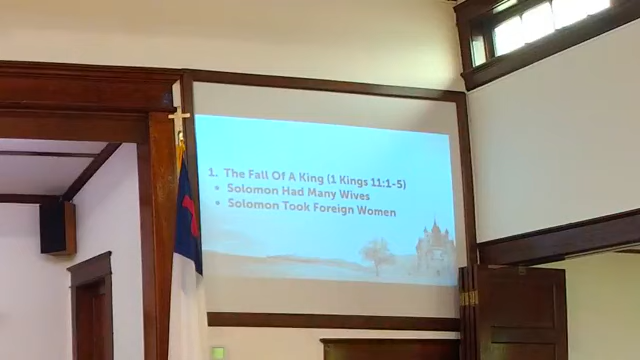 1. The Fall Of A King (1 Kings 11:1-5)
• Solomon Had Many Wives
• Solomon Took Foreign Women